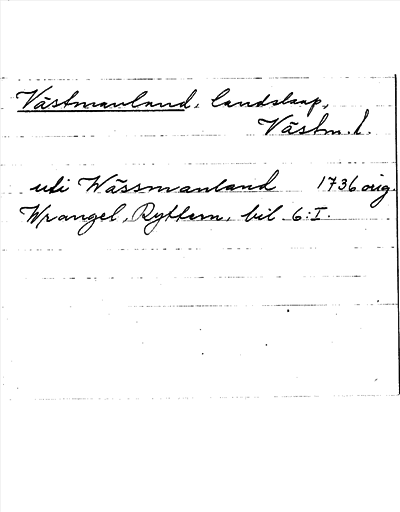 Västmanland, landskap,
Västm. l.
uti Wässmanland 1736 orig.
Wrangel, Ryttern, bil 6:I.